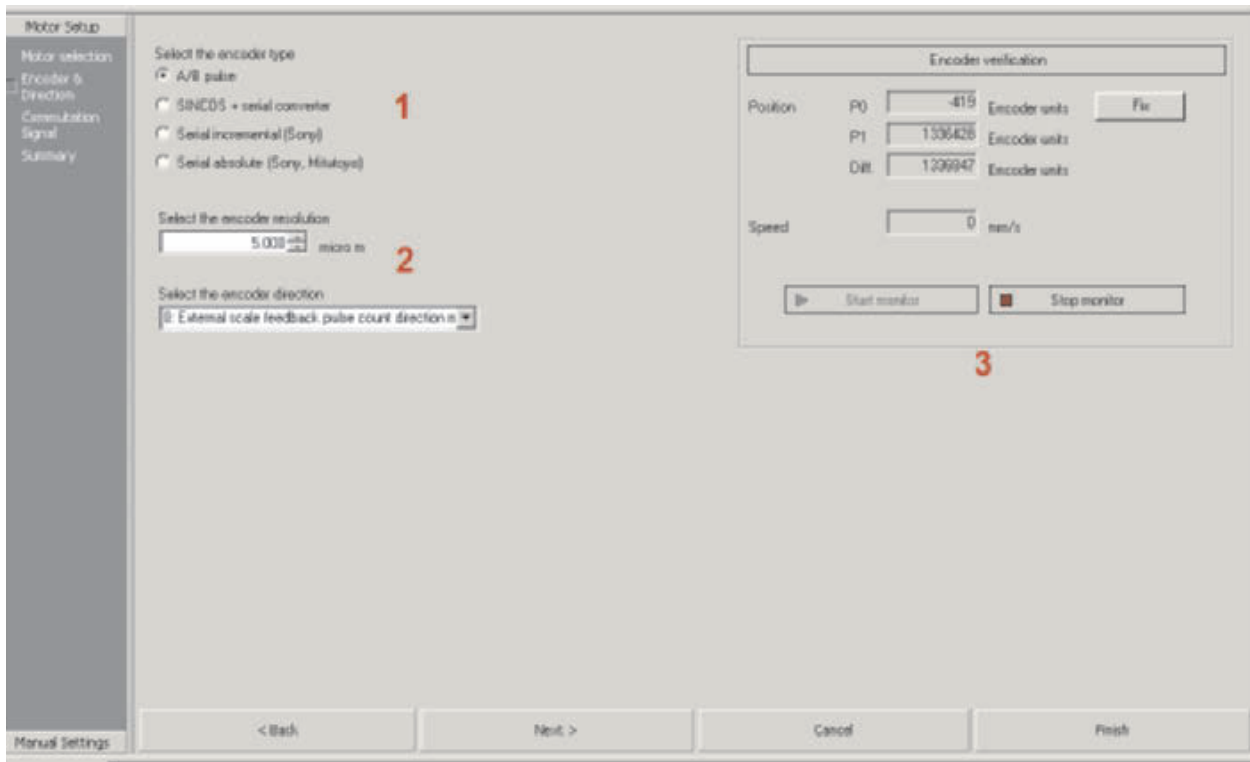 Motor Setup
Motor selection
Encoder &
Direction
Commutation
Signal
Summary
Manual Settings
Select the encoder type
A/B pulse
SINCOS + serial converter
Serial incremental (Sony)
Serial absolute (Sony, Mitutoyo)
1
Select the encoder resolution
5.000 micro m
2
Select the encoder direction
0: External scale feedback pulse count direction n
Encoder verification
Position P0 -419 Encoder units Fix
P1 1336428 Encoder units
Diff. 1336847 Encoder units
Speed 0 mm/s
Start monitor Stop monitor
3
< Back Next > Cancel Finish